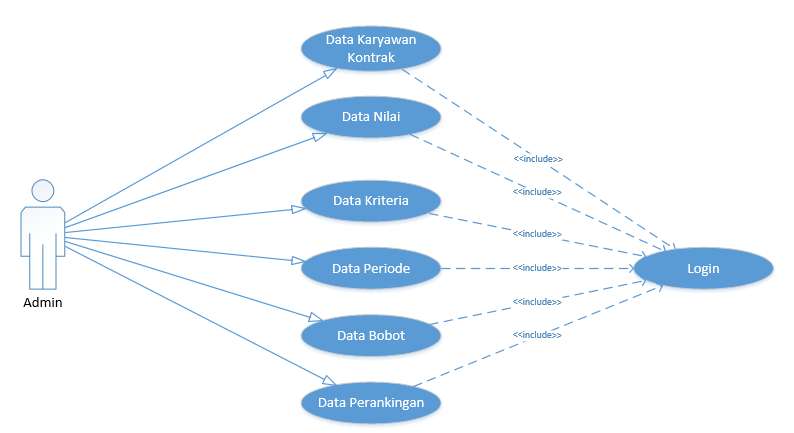 Data Karyawan
Kontrak
Data Nilai
<<include>>
<<include>>
Data Kriteria
<<include>>
Data Periode
<<include>>
Login
Admin
<<include>>
Data Bobot
<<include>>
Data Perankingan